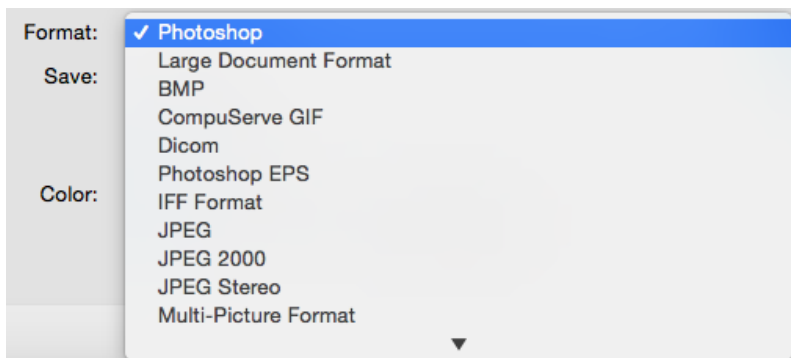 Format: ✓ Photoshop
Large Document Format
Save:
BMP
CompuServe GIF
Dicom
Photoshop EPS
Color:
IFF Format
JPEG
JPEG 2000
JPEG Stereo
Multi-Picture Format